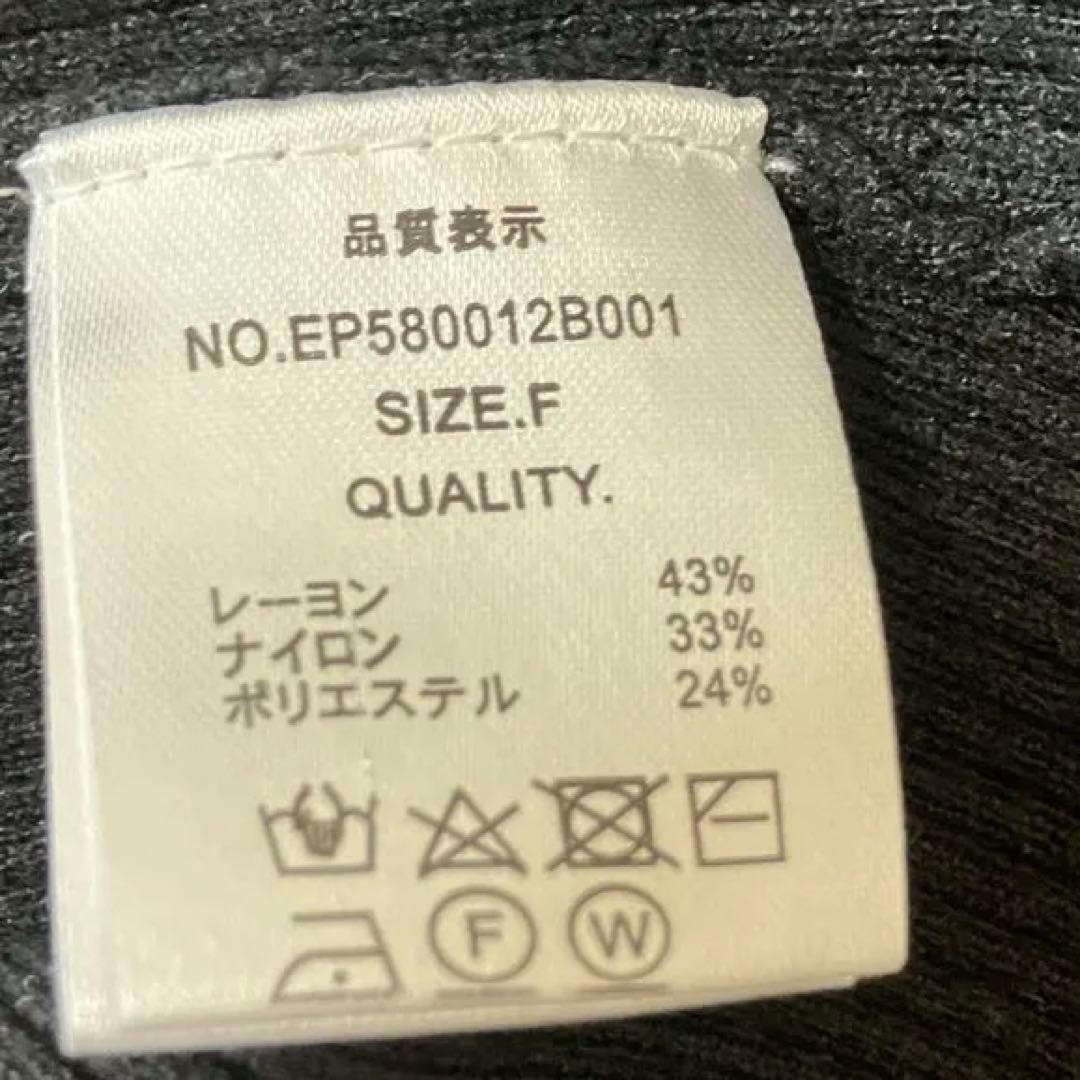 品質表示
NO.EP580012B001
SIZE.F
QUALITY.
レーヨン 43%
ナイロン 33%
ポリエステル 24%
F W